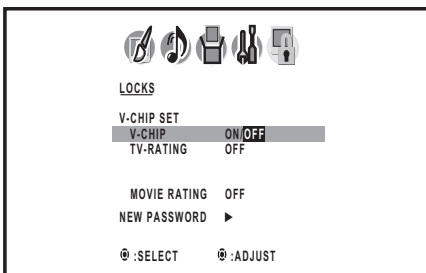 LOCKS
V-CHIP SET
V-CHIP ON/OFF
TV-RATING OFF
MOVIE RATING OFF
NEW PASSWORD ▶
:SELECT :ADJUST